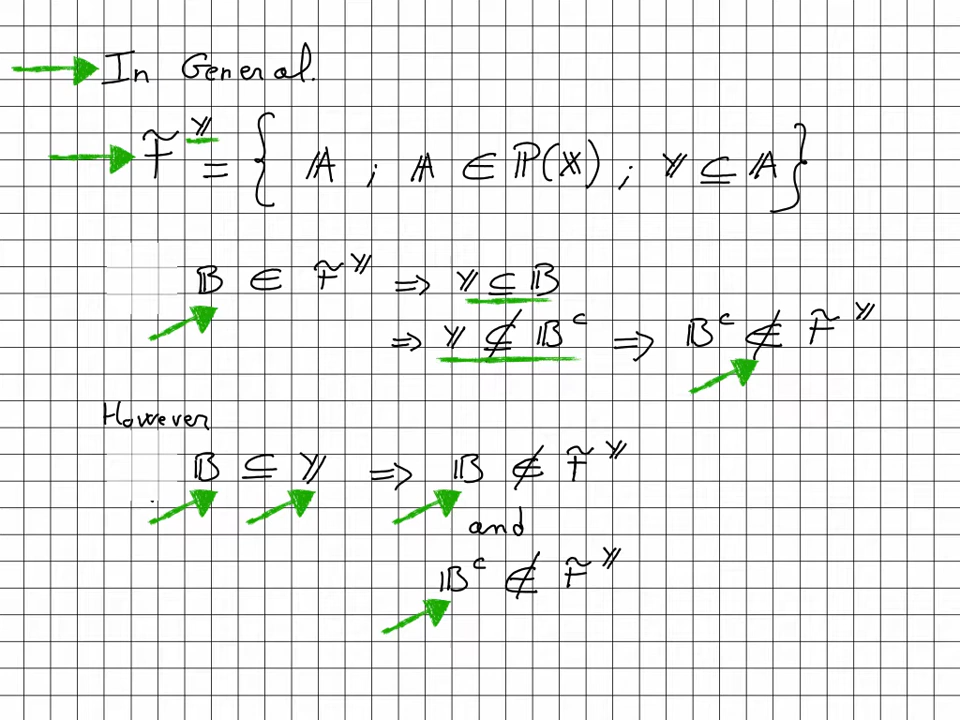 In General.
F̃^𝕐 = { 𝔸 ; 𝔸 ∈ ℙ(𝕏) ; 𝕐 ⊆ 𝔸 }
𝔹 ∈ F̃^𝕐 ⇒ 𝕐 ⊆ 𝔹
⇒ 𝕐 ⊈ 𝔹^c ⇒ 𝔹^c ∉ F̃^𝕐
However
𝔹 ⊆ 𝕐 ⇒ 𝔹 ∉ F̃^𝕐
and
𝔹^c ∉ F̃^𝕐